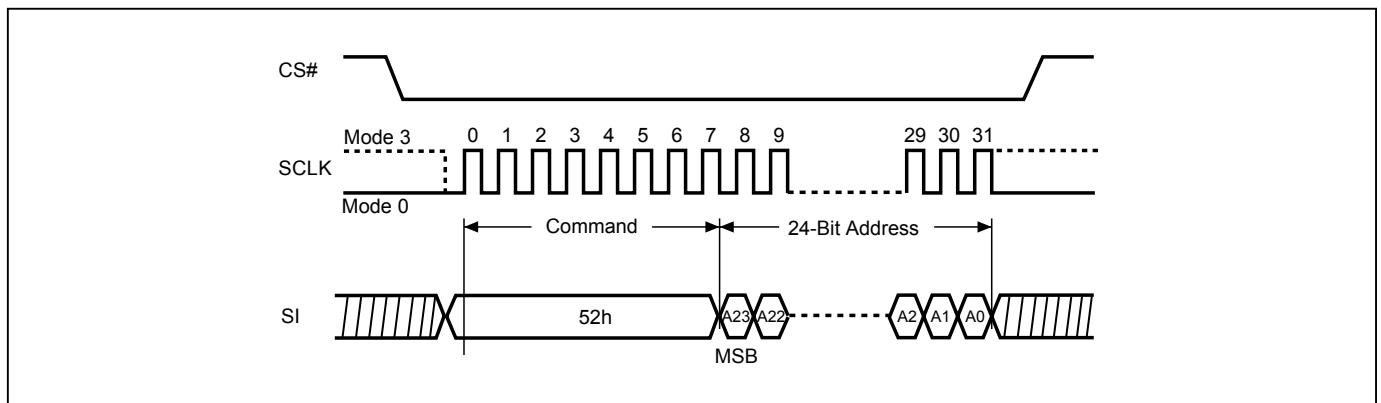 CS#
Mode 3 0 1 2 3 4 5 6 7 8 9 29 30 31
SCLK
Mode 0
Command 24-Bit Address
SI 52h A23 A22 A2 A1 A0
MSB